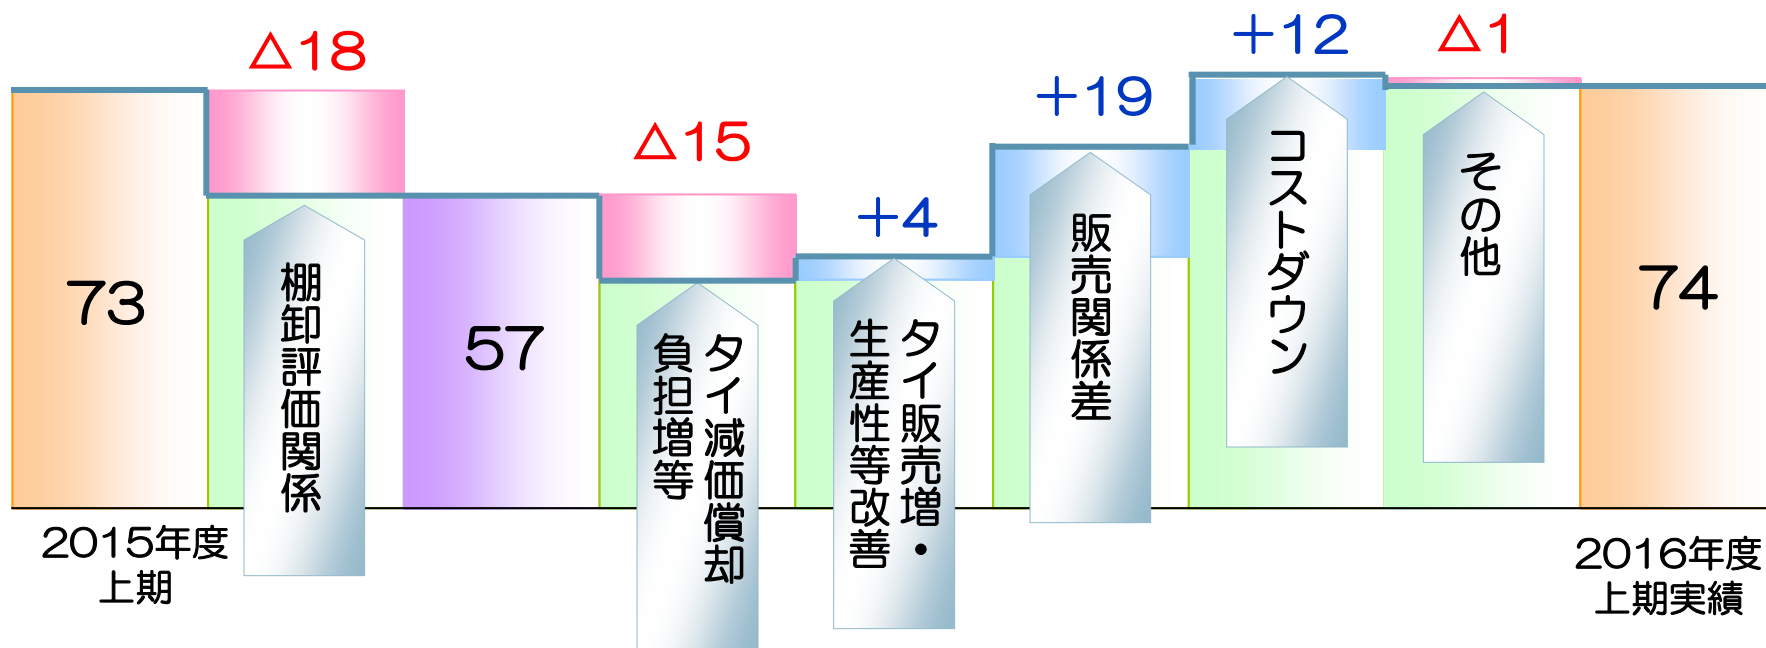 △18
△15
+4
+19
+12
△1
73
57
74
棚卸評価関係
タイ減価償却
負担増等
タイ販売増・
生産性等改善
販売関係差
コストダウン
その他
2015年度
上期
2016年度
上期実績